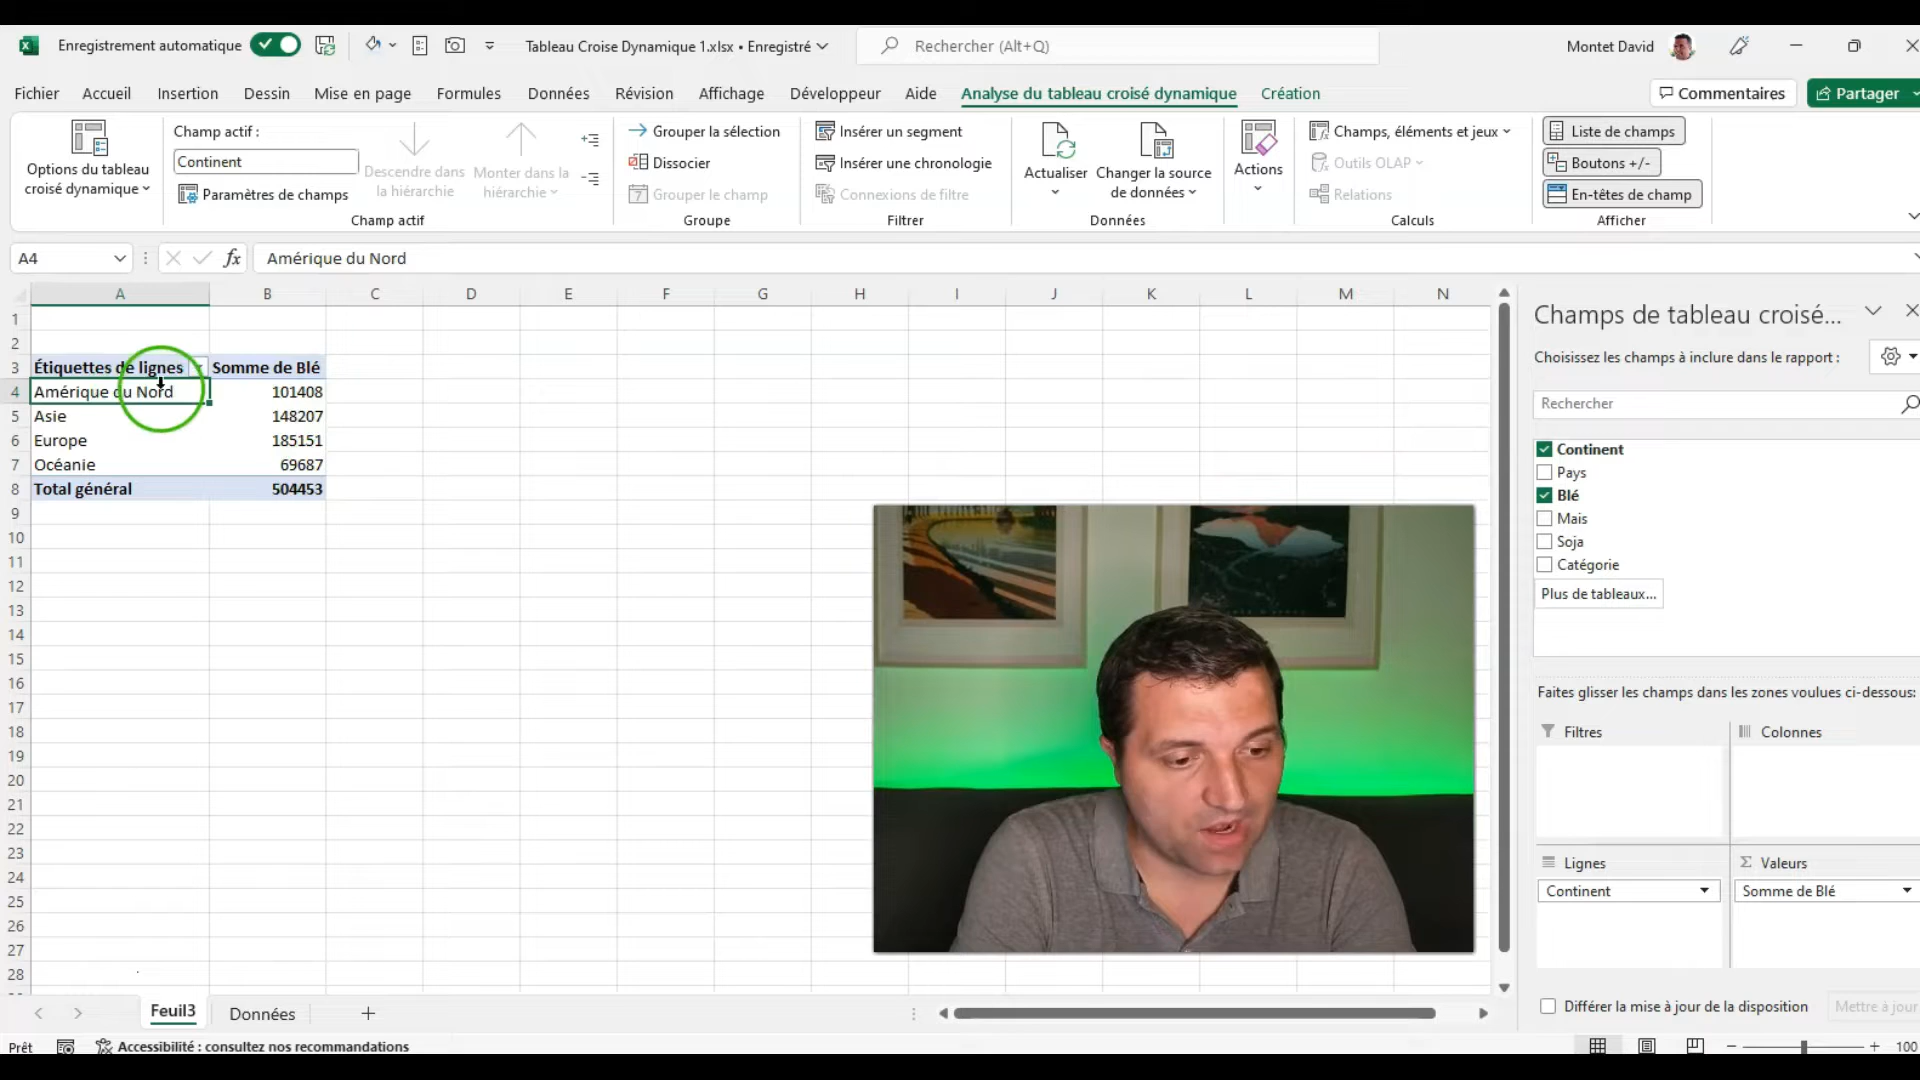 Enregistrement automatique
Tableau Croise Dynamique 1.xlsx • Enregistré
Rechercher (Alt+Q)
Montet David
Fichier Accueil Insertion Dessin Mise en page Formules Données Révision Affichage Développeur Aide Analyse du tableau croisé dynamique Création
Commentaires
Partager
Options du tableau
croisé dynamique
Champ actif :
Continent
Paramètres de champs
Descendre dans
la hiérarchie
Monter dans la
hiérarchie
Champ actif
Grouper la sélection
Dissocier
7 Grouper le champ
Groupe
Insérer un segment
Insérer une chronologie
Connexions de filtre
Filtrer
Actualiser
Changer la source
de données
Données
Actions
Champs, éléments et jeux
Outils OLAP
Relations
Calculs
Liste de champs
Boutons +/-
En-têtes de champ
Afficher
A4
fx
Amérique du Nord
A B C D E F G H I J K L M N
1
2
3 Étiquettes de lignes Somme de Blé
4 Amérique du Nord 101408
5 Asie 148207
6 Europe 185151
7 Océanie 69687
8 Total général 504453
9
10
11
12
13
14
15
16
17
18
19
20
21
22
23
24
25
26
27
28
Champs de tableau croisé...
Choisissez les champs à inclure dans le rapport :
Rechercher
Continent
Pays
Blé
Mais
Soja
Catégorie
Plus de tableaux...
Faites glisser les champs dans les zones voulues ci-dessous:
Filtres
Colonnes
Lignes
Σ Valeurs
Continent
Somme de Blé
Différer la mise à jour de la disposition
Mettre à jour
Feuil3 Données +
Prêt
Accessibilité : consultez nos recommandations
− + 100